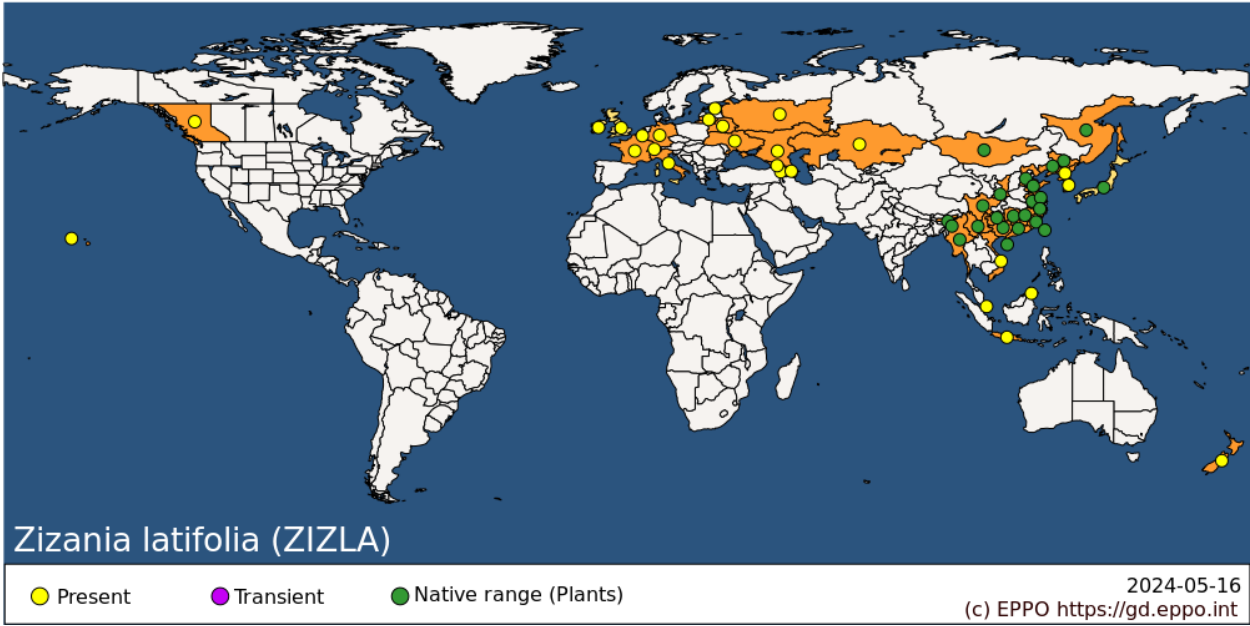 Zizania latifolia (ZIZLA)
Present
Transient
Native range (Plants)
2024-05-16
(c) EPPO https://gd.eppo.int